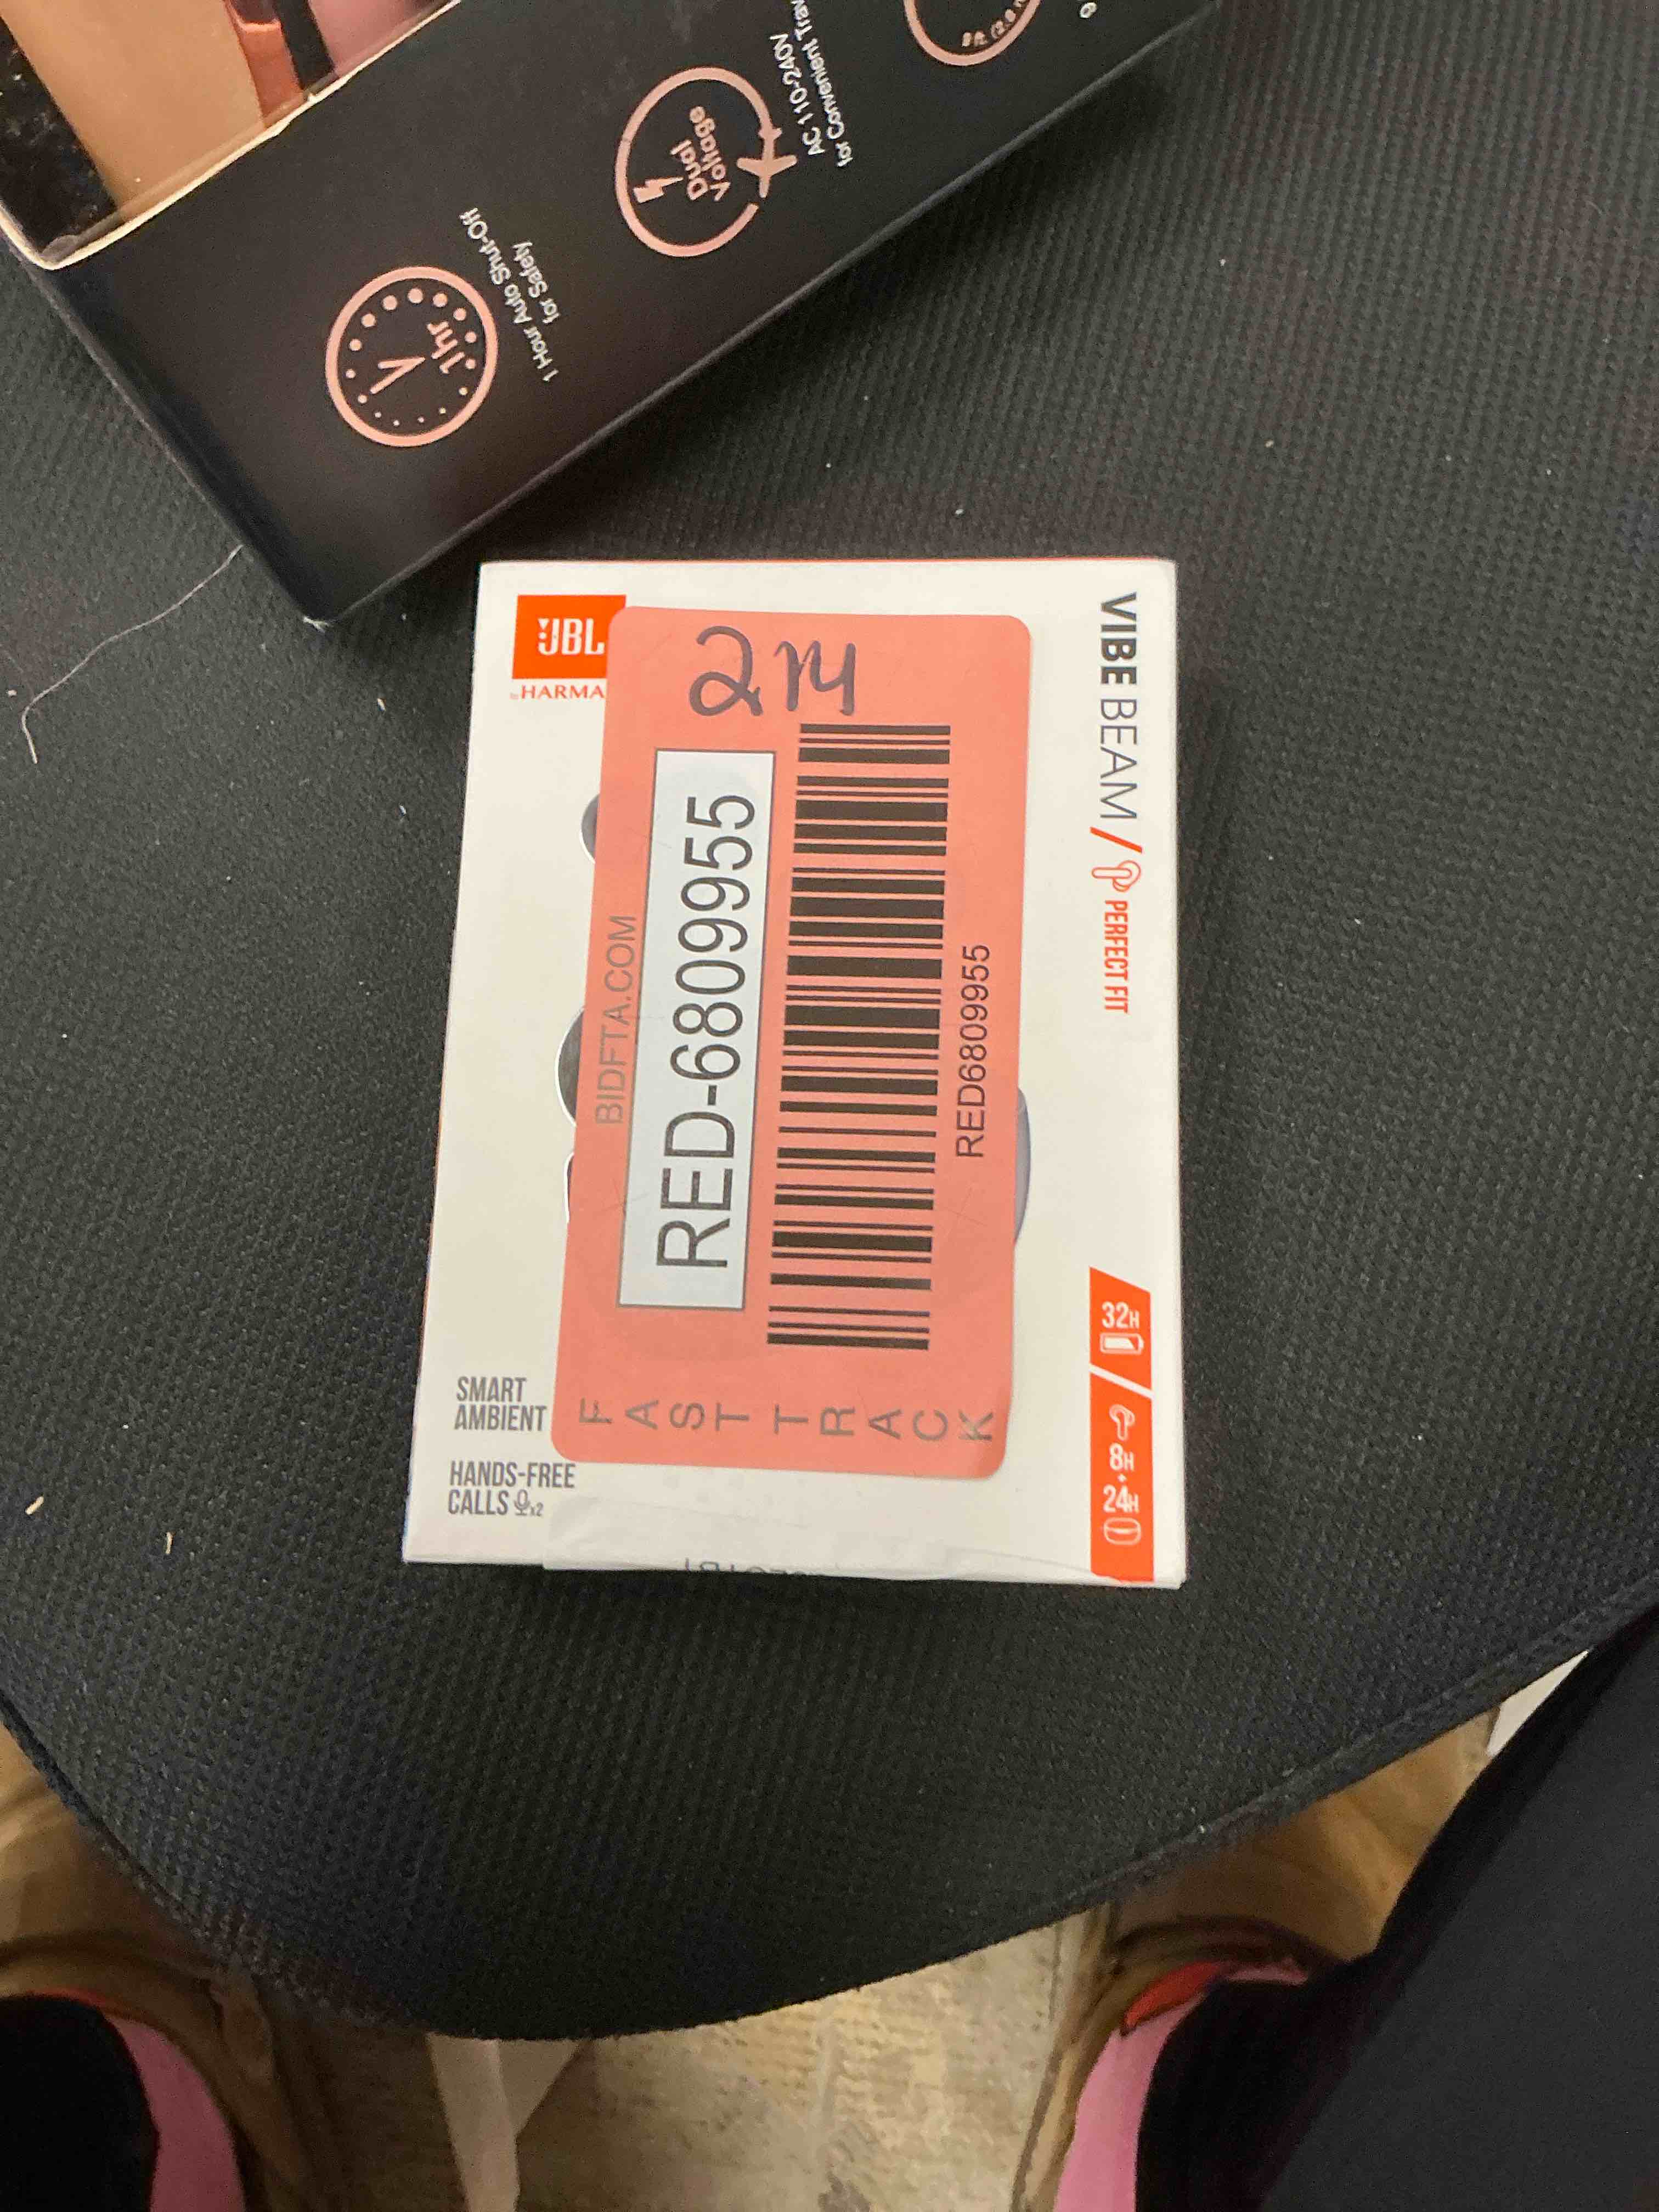 1hr
1 Hour Auto Shut-Off
for Safety
Dual
Voltage
AC 110-240V
for Convenient
JBL
by HARMA
VIBE BEAM / PERFECT FIT
BIDFTA.COM
RED-6809955
RED6809955
FAST TRACK
SMART
AMBIENT
HANDS-FREE
CALLS x2
32H
8H + 24H